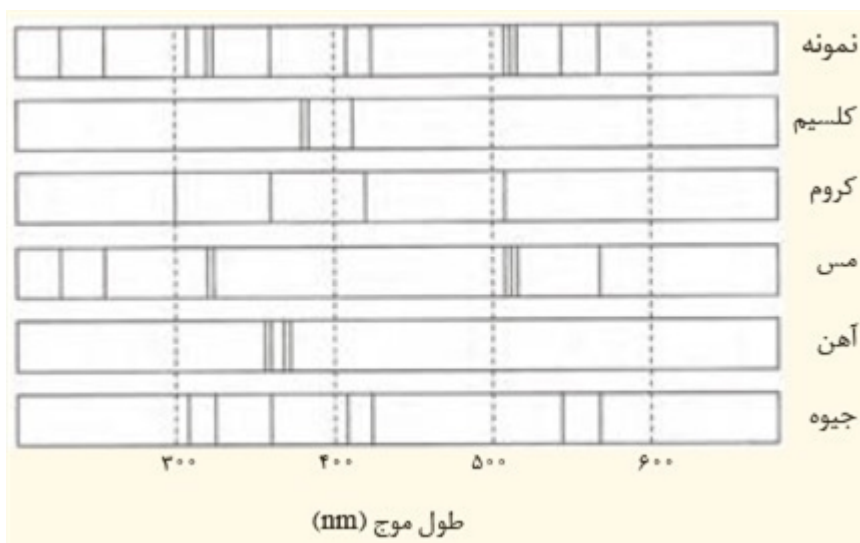 نمونه
کلسیم
کروم
مس
آهن
جیوه
۳۰۰ ۴۰۰ ۵۰۰ ۶۰۰
طول موج (nm)